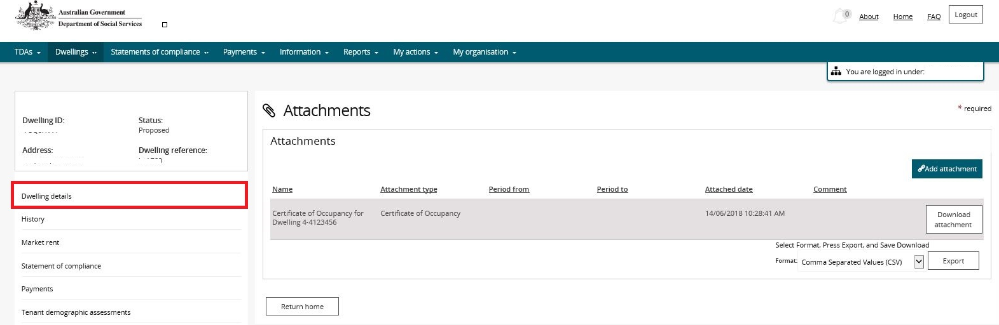 Australian Government
Department of Social Services
0
About
Home
FAQ
Logout
TDAs
Dwellings
Statements of compliance
Payments
Information
Reports
My actions
My organisation
You are logged in under:
Dwelling ID:
Status:
Proposed
Address:
Dwelling reference:
Dwelling details
History
Market rent
Statement of compliance
Payments
Tenant demographic assessments
Attachments
* required
Attachments
Add attachment
Name Attachment type Period from Period to Attached date Comment
Certificate of Occupancy for Certificate of Occupancy 14/06/2018 10:28:41 AM
Dwelling 4-4123456
Download
attachment
Select Format, Press Export, and Save Download
Format: Comma Separated Values (CSV) Export
Return home